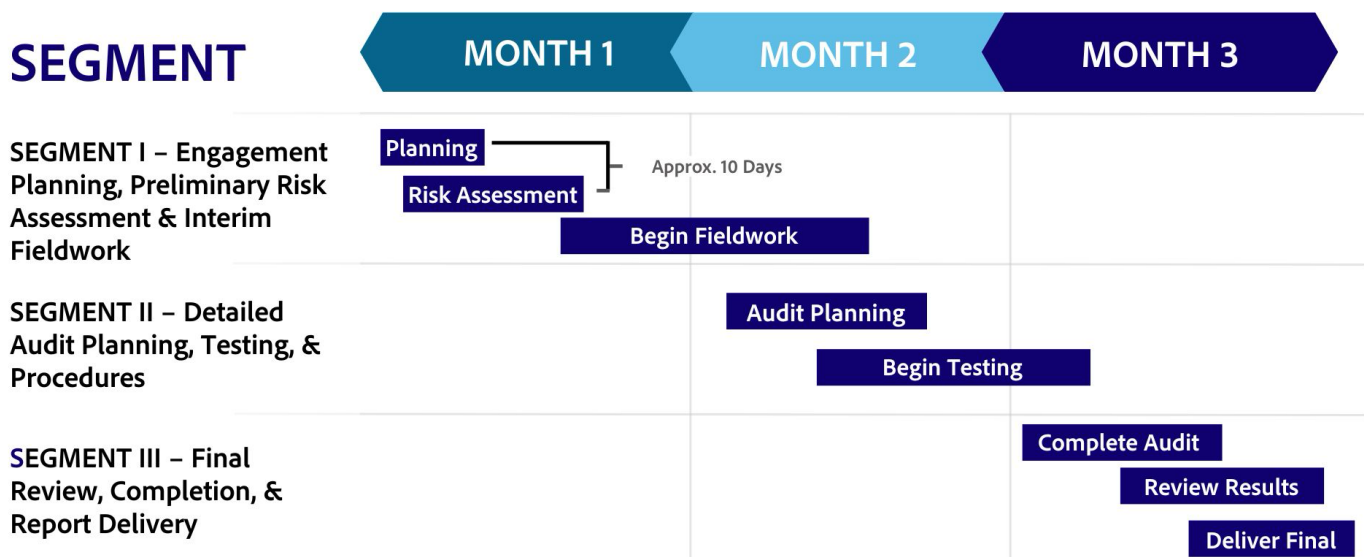 SEGMENT
MONTH 1
MONTH 2
MONTH 3
SEGMENT I – Engagement
Planning, Preliminary Risk
Assessment & Interim
Fieldwork
Planning
Risk Assessment
Approx. 10 Days
Begin Fieldwork
SEGMENT II – Detailed
Audit Planning, Testing, &
Procedures
Audit Planning
Begin Testing
SEGMENT III – Final
Review, Completion, &
Report Delivery
Complete Audit
Review Results
Deliver Final